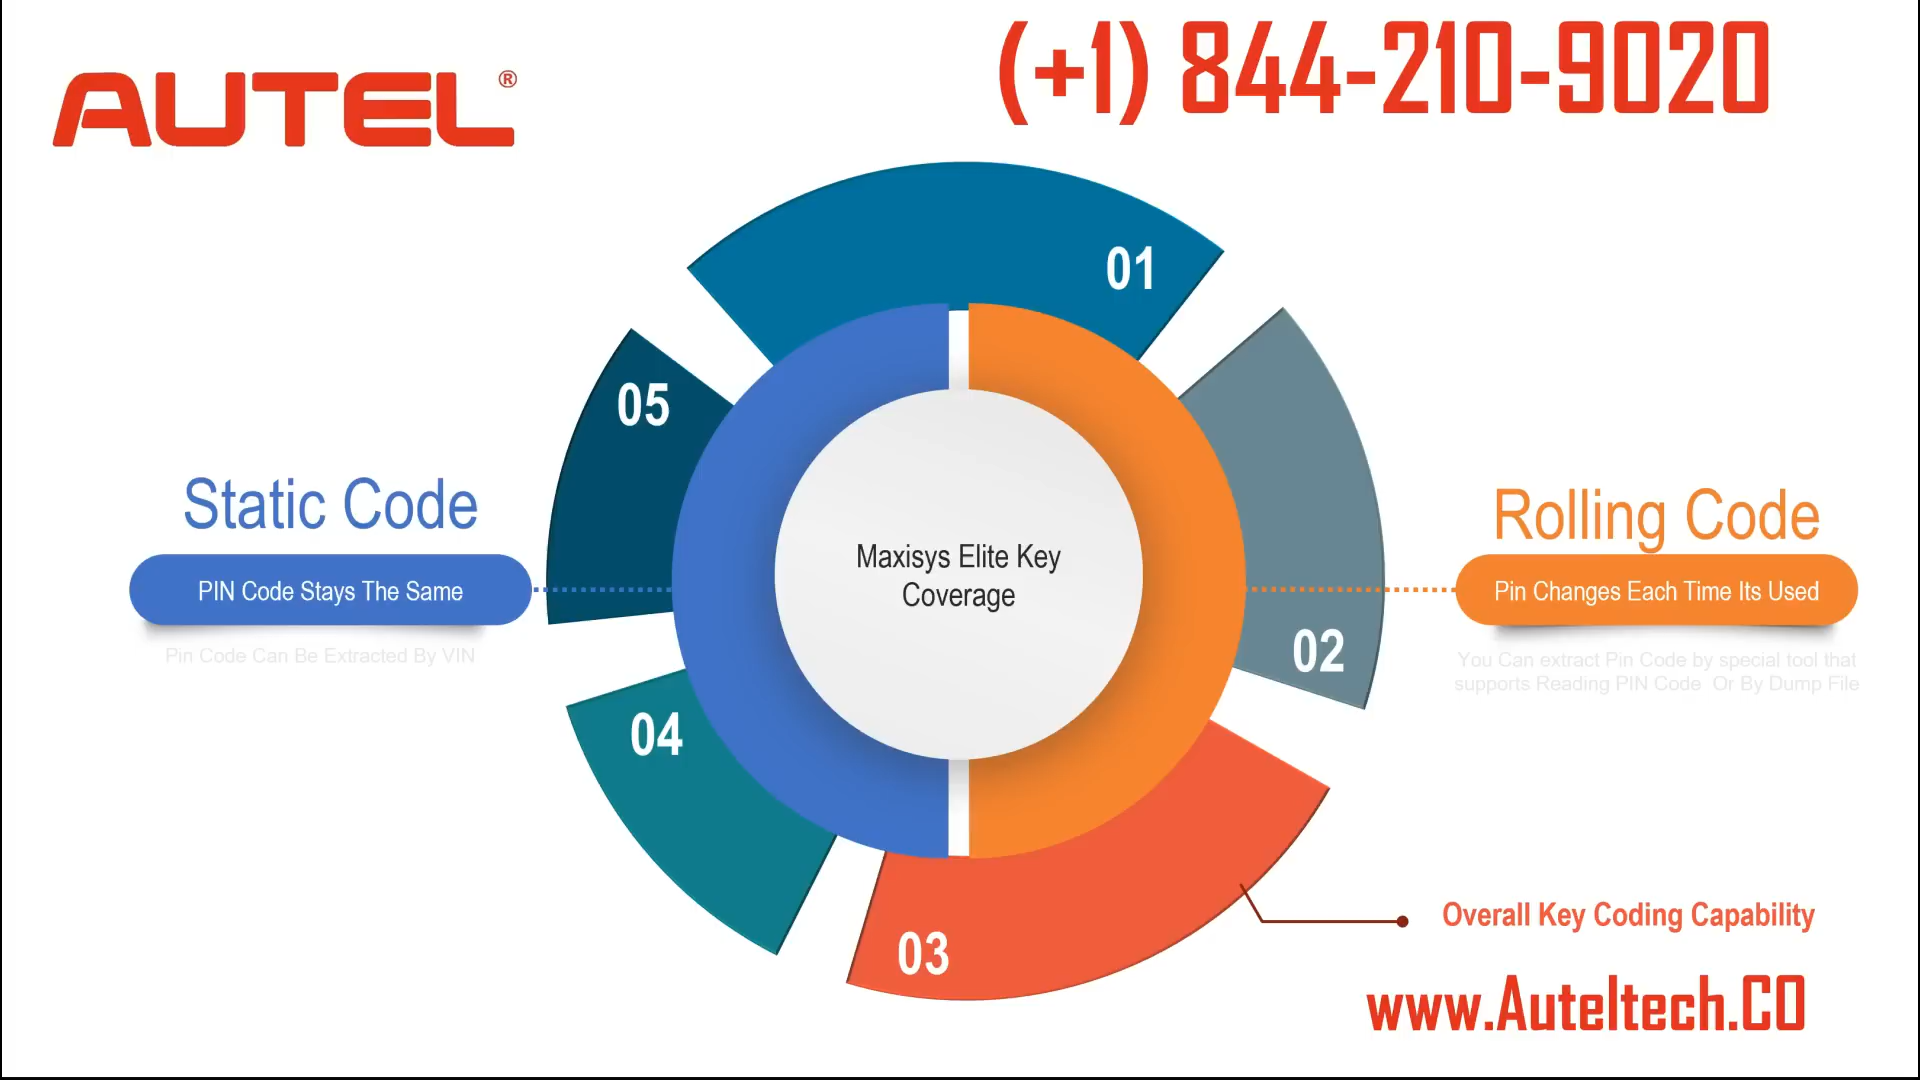 AUTEL®
(+1) 844-210-9020
01
05
Static Code
PIN Code Stays The Same
Pin Code Can Be Extracted By VIN
Maxisys Elite Key
Coverage
Rolling Code
Pin Changes Each Time Its Used
You Can extract Pin Code by special tool that
supports Reading PIN Code Or By Dump File
02
04
03
Overall Key Coding Capability
www.Auteltech.CO